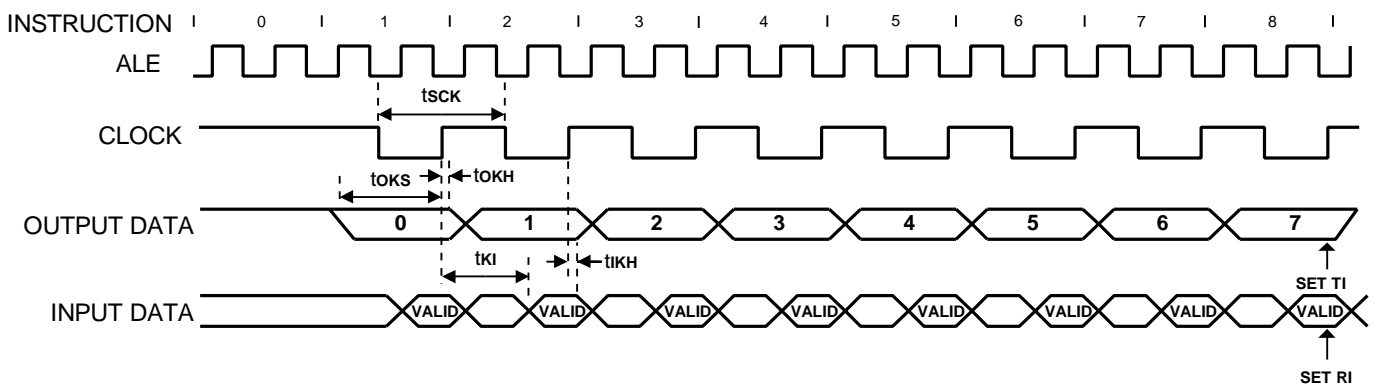 INSTRUCTION 0 1 2 3 4 5 6 7 8
ALE
tSCK
CLOCK
tOKS tOKH
OUTPUT DATA 0 1 2 3 4 5 6 7
tKI tIKH
SET TI
INPUT DATA VALID VALID VALID VALID VALID VALID VALID VALID
SET RI